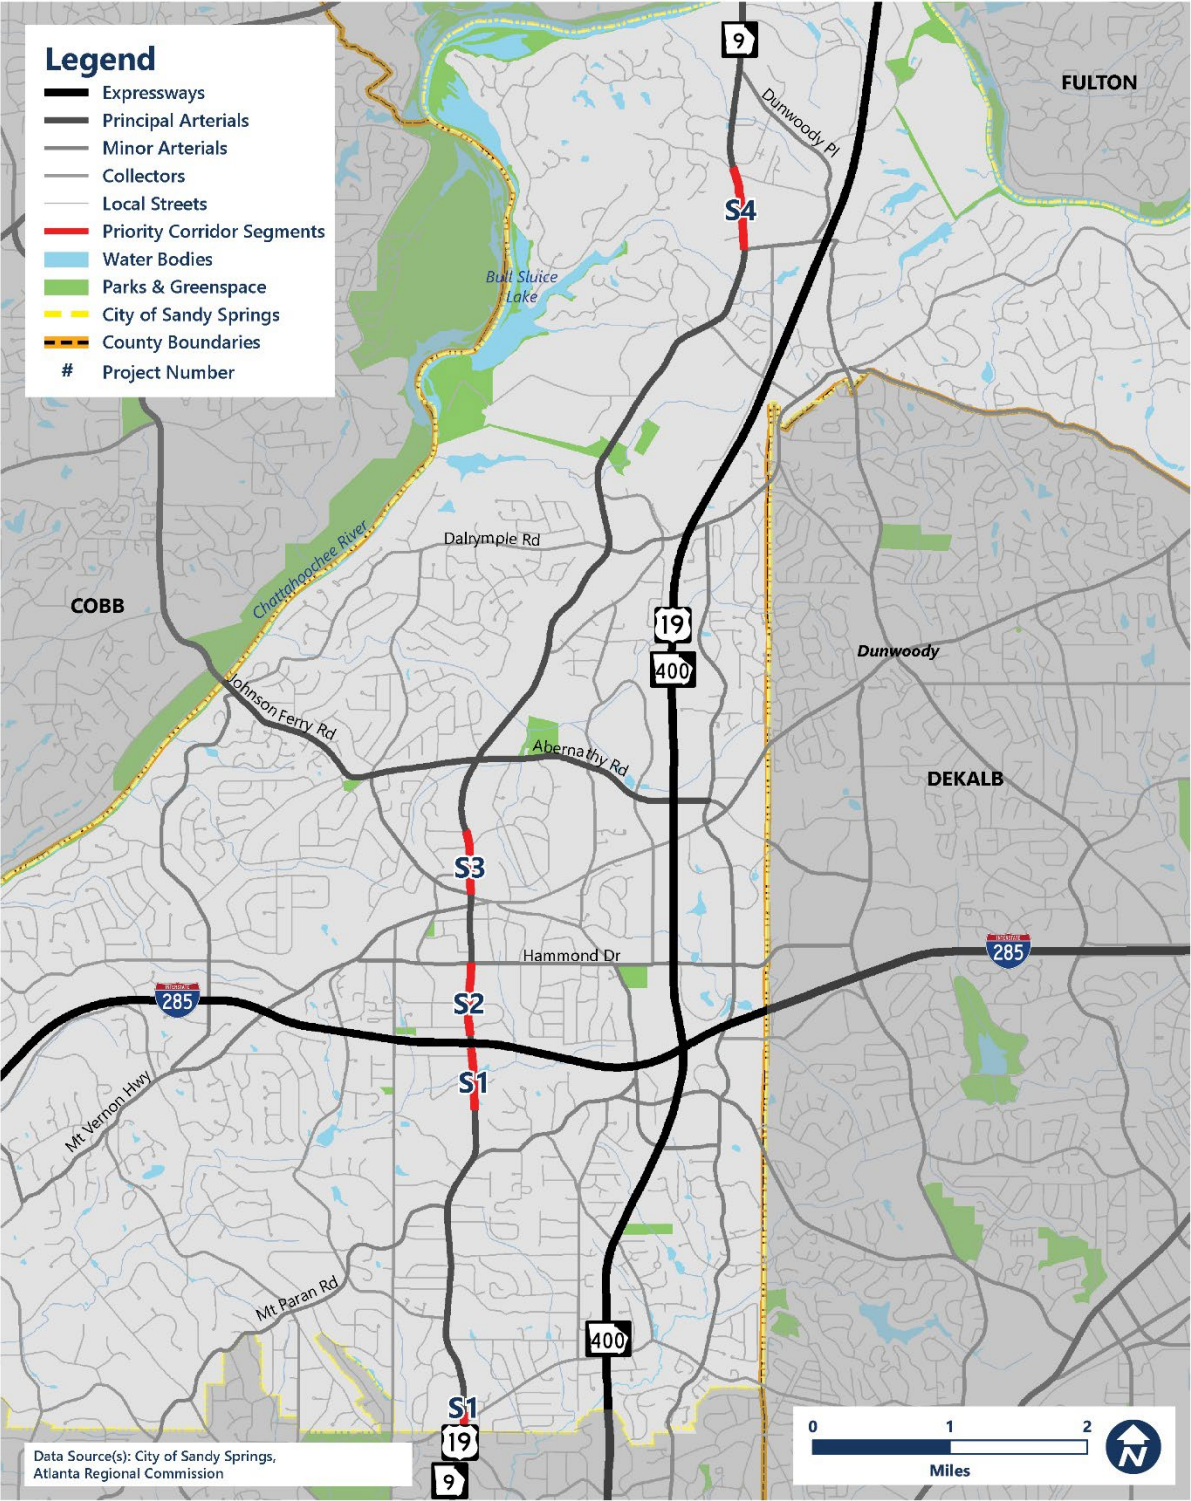 Legend
Expressways
Principal Arterials
Minor Arterials
Collectors
Local Streets
Priority Corridor Segments
Water Bodies
Parks & Greenspace
City of Sandy Springs
County Boundaries
# Project Number
9
FULTON
Dunwoody Pl
S4
Bull Sluice
Lake
Dalrymple Rd
Chattahoochee River
COBB
19
400
Dunwoody
Johnson Ferry Rd
Abernathy Rd
DEKALB
S3
Hammond Dr
INTERSTATE
285
INTERSTATE
285
S2
S1
Mt Vernon Hwy
Mt Paran Rd
400
S1
19
9
Data Source(s): City of Sandy Springs,
Atlanta Regional Commission
0 1 2
Miles
N